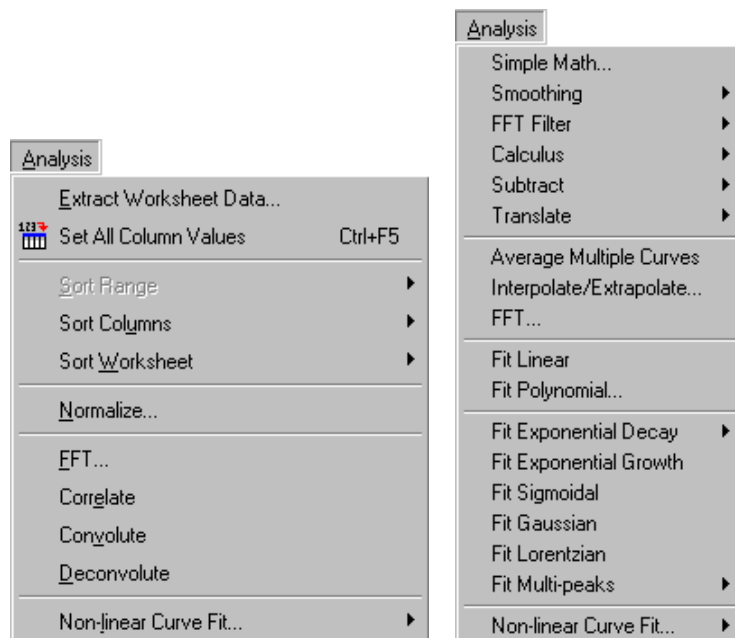 Analysis
Extract Worksheet Data...
123
Set All Column Values Ctrl+F5
Sort Range
Sort Columns
Sort Worksheet
Normalize...
FFT...
Correlate
Convolute
Deconvolute
Non-linear Curve Fit...
Analysis
Simple Math...
Smoothing
FFT Filter
Calculus
Subtract
Translate
Average Multiple Curves
Interpolate/Extrapolate...
FFT...
Fit Linear
Fit Polynomial...
Fit Exponential Decay
Fit Exponential Growth
Fit Sigmoidal
Fit Gaussian
Fit Lorentzian
Fit Multi-peaks
Non-linear Curve Fit...